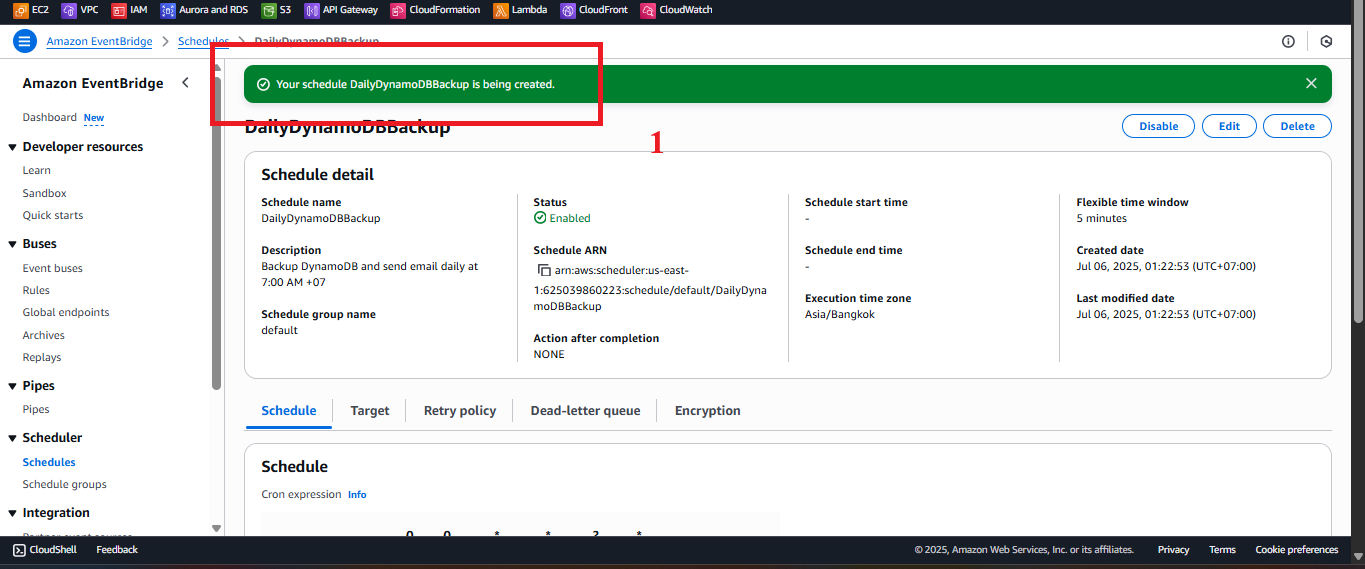 EC2 VPC IAM Aurora and RDS S3 API Gateway CloudFormation Lambda CloudFront CloudWatch
Amazon EventBridge > Schedules > DailyDynamoDBBackup
Amazon EventBridge
Dashboard New
Developer resources
Learn
Sandbox
Quick starts
Buses
Event buses
Rules
Global endpoints
Archives
Replays
Pipes
Pipes
Scheduler
Schedules
Schedule groups
Integration
Your schedule DailyDynamoDBBackup is being created.
1
DailyDynamoDBBackup
Disable Edit Delete
Schedule detail
Schedule name
DailyDynamoDBBackup
Description
Backup DynamoDB and send email daily at
7:00 AM +07
Schedule group name
default
Status
Enabled
Schedule ARN
arn:aws:scheduler:us-east-
1:625039860223:schedule/default/DailyDyna
moDBBackup
Action after completion
NONE
Schedule start time
-
Schedule end time
-
Execution time zone
Asia/Bangkok
Flexible time window
5 minutes
Created date
Jul 06, 2025, 01:22:53 (UTC+07:00)
Last modified date
Jul 06, 2025, 01:22:53 (UTC+07:00)
Schedule Target Retry policy Dead-letter queue Encryption
Schedule
Cron expression Info
0 0 * * ? *
CloudShell Feedback
© 2025, Amazon Web Services, Inc. or its affiliates. Privacy Terms Cookie preferences